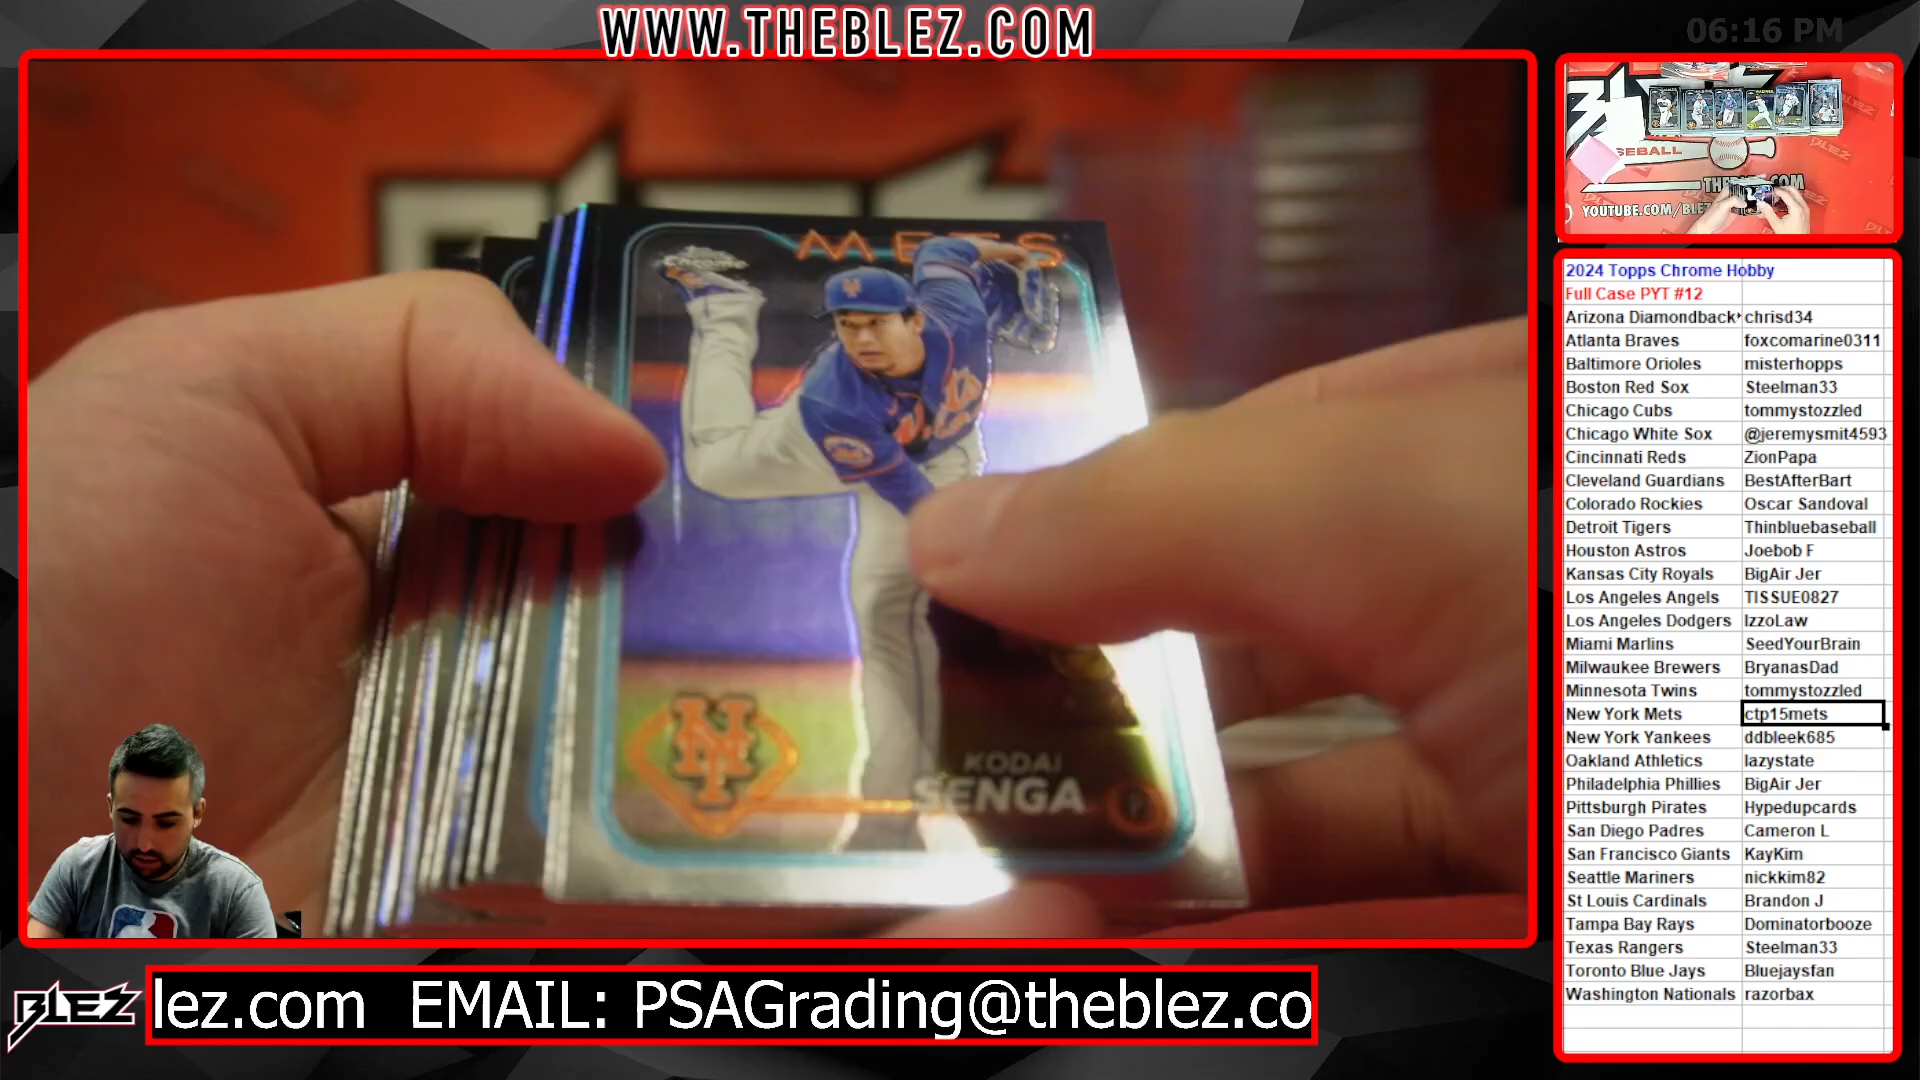 WWW.THEBLEZ.COM
06:16 PM
METS
Chrome
KODAI
SENGA
SEBALL
YOUTUBE.COM/BLE
2024 Topps Chrome Hobby
Full Case PYT #12
Arizona Diamondback chrisd34
Atlanta Braves foxcomarine0311
Baltimore Orioles misterhopps
Boston Red Sox Steelman33
Chicago Cubs tommystozzled
Chicago White Sox @jeremysmit4593
Cincinnati Reds ZionPapa
Cleveland Guardians BestAfterBart
Colorado Rockies Oscar Sandoval
Detroit Tigers Thinbluebaseball
Houston Astros Joebob F
Kansas City Royals BigAir Jer
Los Angeles Angels TISSUE0827
Los Angeles Dodgers IzzoLaw
Miami Marlins SeedYourBrain
Milwaukee Brewers BryanasDad
Minnesota Twins tommystozzled
New York Mets ctp15mets
New York Yankees ddbleek685
Oakland Athletics lazystate
Philadelphia Phillies BigAir Jer
Pittsburgh Pirates Hypedupcards
San Diego Padres Cameron L
San Francisco Giants KayKim
Seattle Mariners nickkim82
St Louis Cardinals Brandon J
Tampa Bay Rays Dominatorbooze
Texas Rangers Steelman33
Toronto Blue Jays Bluejaysfan
Washington Nationals razorbax
BLEZ
lez.com EMAIL: PSAGrading@theblez.co